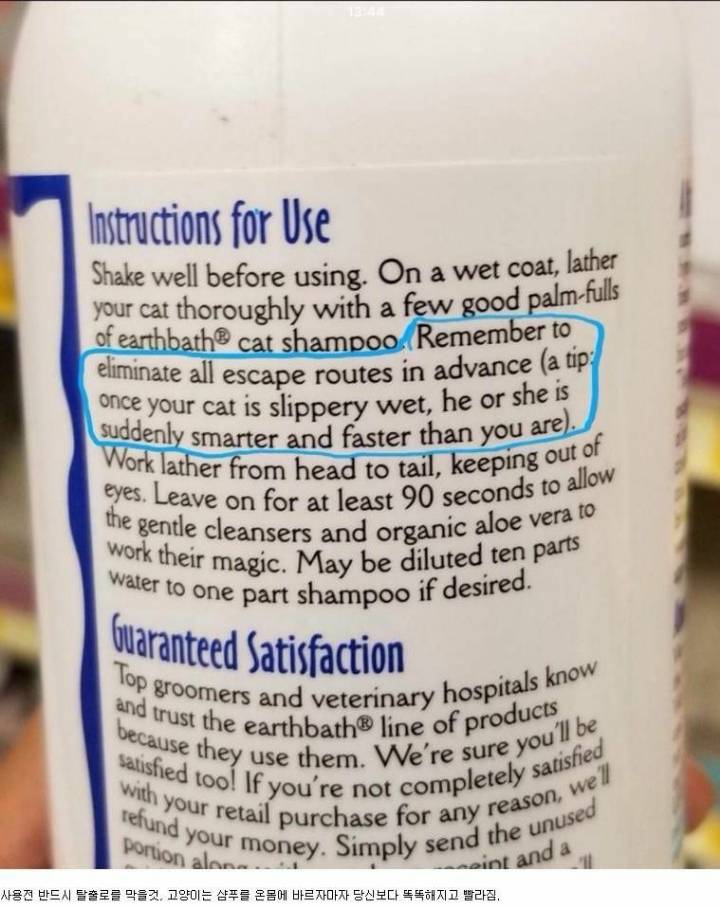 13:44
Instructions for Use
Shake well before using. On a wet coat, lather
your cat thoroughly with a few good palm-fulls
of earthbath® cat shampoo. Remember to
eliminate all escape routes in advance (a tip:
once your cat is slippery wet, he or she is
suddenly smarter and faster than you are).
Work lather from head to tail, keeping out of
eyes. Leave on for at least 90 seconds to allow
the gentle cleansers and organic aloe vera to
work their magic. May be diluted ten parts
water to one part shampoo if desired.
Guaranteed Satisfaction
Top groomers and veterinary hospitals know
and trust the earthbath® line of products
because they use them. We're sure you'll be
satisfied too! If you're not completely satisfied
with your retail purchase for any reason, we'll
refund your money. Simply send the unused
portion and a
사용전 반드시 탈출로를 막을것. 고양이는 샴푸를 온몸에 바르자마자 당신보다 똑똑해지고 빨라짐.